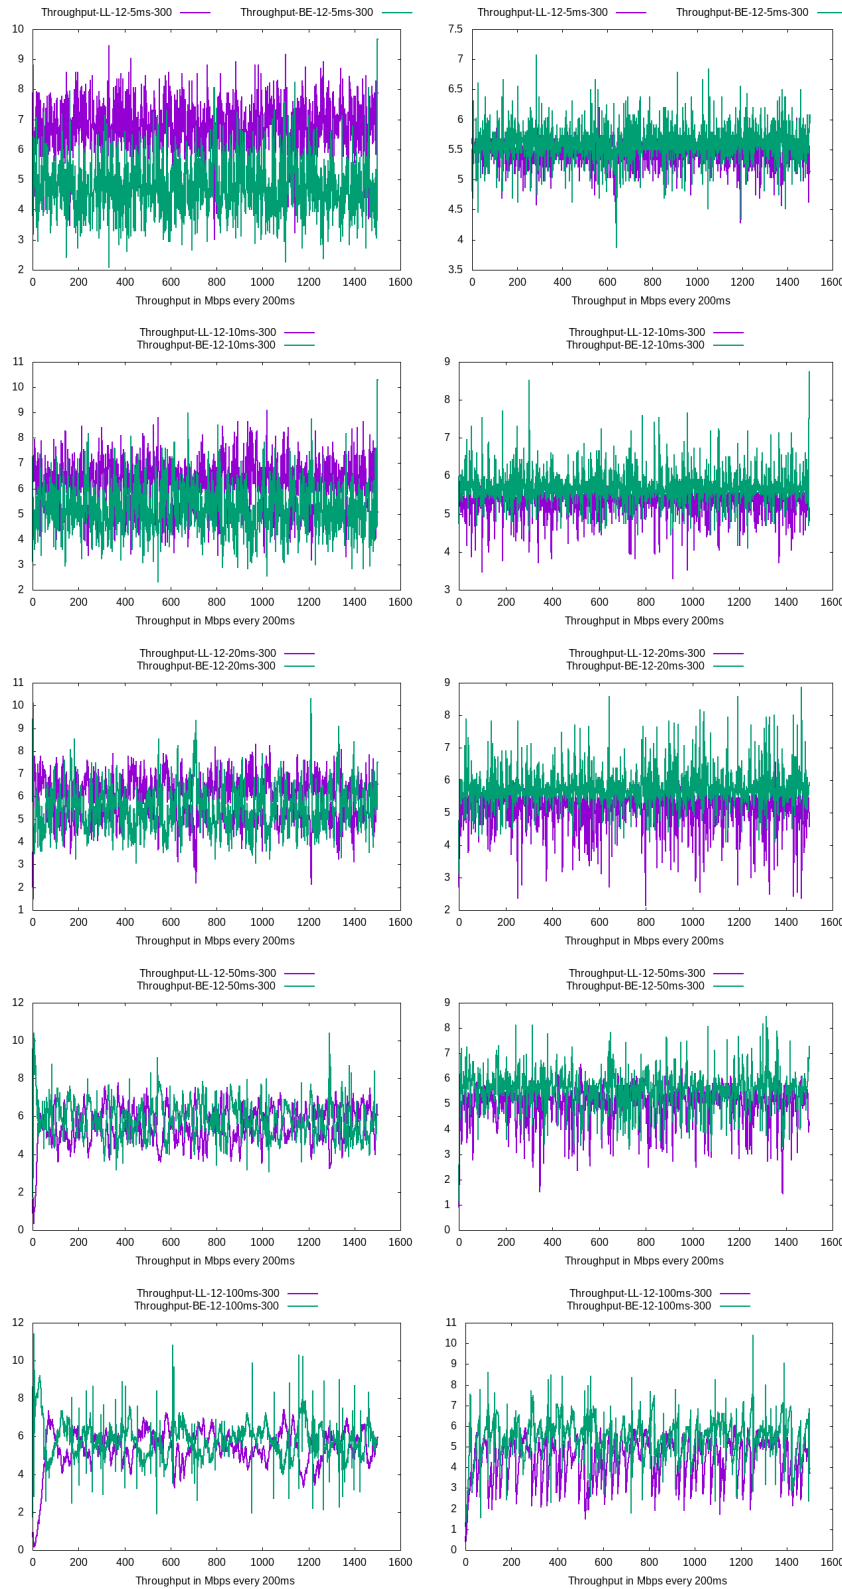 Throughput-LL-12-5ms-300 Throughput-BE-12-5ms-300
10
9
8
7
6
5
4
3
2
0 200 400 600 800 1000 1200 1400 1600
Throughput in Mbps every 200ms
Throughput-LL-12-5ms-300 Throughput-BE-12-5ms-300
7.5
7
6.5
6
5.5
5
4.5
4
3.5
0 200 400 600 800 1000 1200 1400 1600
Throughput in Mbps every 200ms
Throughput-LL-12-10ms-300
Throughput-BE-12-10ms-300
11
10
9
8
7
6
5
4
3
2
0 200 400 600 800 1000 1200 1400 1600
Throughput in Mbps every 200ms
Throughput-LL-12-10ms-300
Throughput-BE-12-10ms-300
9
8
7
6
5
4
3
0 200 400 600 800 1000 1200 1400 1600
Throughput in Mbps every 200ms
Throughput-LL-12-20ms-300
Throughput-BE-12-20ms-300
11
10
9
8
7
6
5
4
3
2
1
0 200 400 600 800 1000 1200 1400 1600
Throughput in Mbps every 200ms
Throughput-LL-12-20ms-300
Throughput-BE-12-20ms-300
9
8
7
6
5
4
3
2
0 200 400 600 800 1000 1200 1400 1600
Throughput in Mbps every 200ms
Throughput-LL-12-50ms-300
Throughput-BE-12-50ms-300
12
10
8
6
4
2
0
0 200 400 600 800 1000 1200 1400 1600
Throughput in Mbps every 200ms
Throughput-LL-12-50ms-300
Throughput-BE-12-50ms-300
9
8
7
6
5
4
3
2
1
0
0 200 400 600 800 1000 1200 1400 1600
Throughput in Mbps every 200ms
Throughput-LL-12-100ms-300
Throughput-BE-12-100ms-300
12
10
8
6
4
2
0
0 200 400 600 800 1000 1200 1400 1600
Throughput in Mbps every 200ms
Throughput-LL-12-100ms-300
Throughput-BE-12-100ms-300
11
10
9
8
7
6
5
4
3
2
1
0
0 200 400 600 800 1000 1200 1400 1600
Throughput in Mbps every 200ms